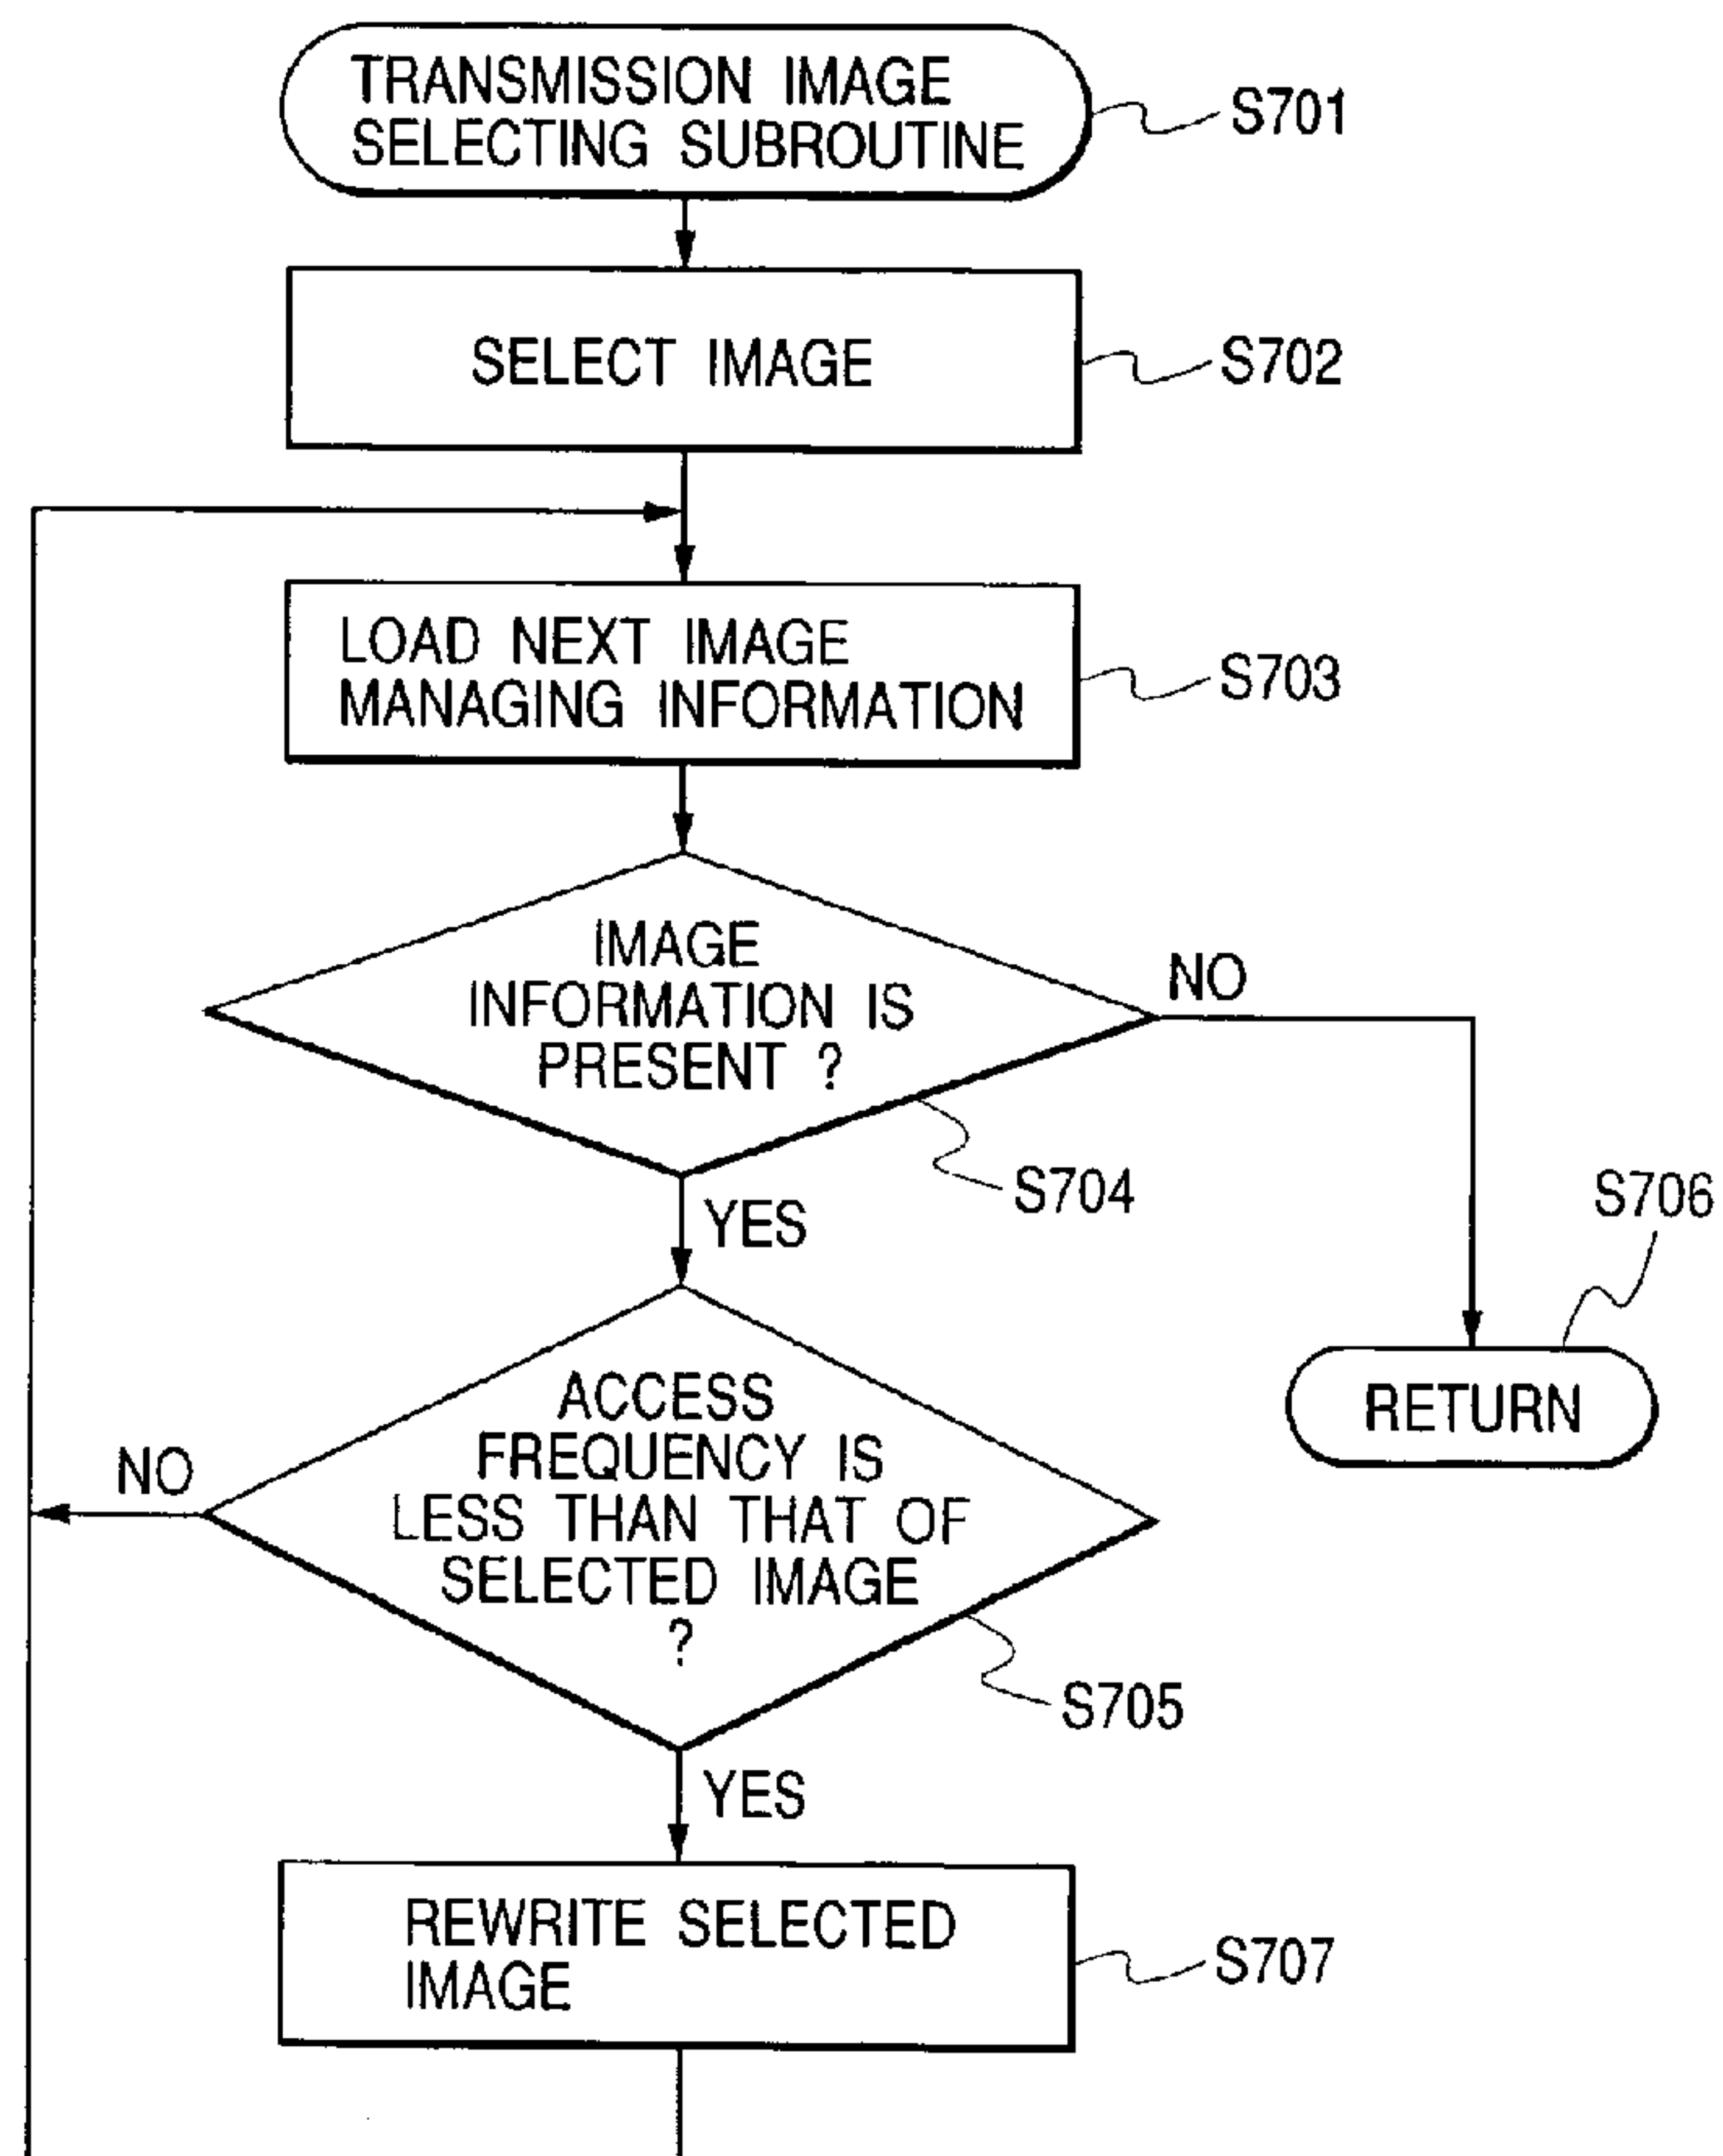 TRANSMISSION IMAGE
SELECTING SUBROUTINE
S701
SELECT IMAGE
S702
LOAD NEXT IMAGE
MANAGING INFORMATION
S703
IMAGE
INFORMATION IS
PRESENT ?
NO
S704
YES
S706
RETURN
ACCESS
FREQUENCY IS
LESS THAN THAT OF
SELECTED IMAGE
?
NO
S705
YES
REWRITE SELECTED
IMAGE
S707